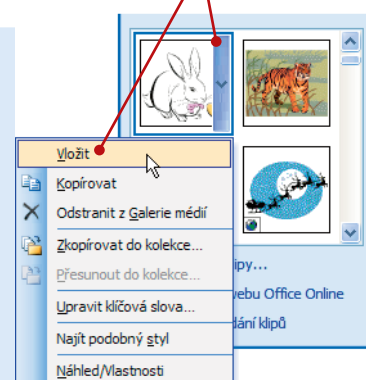 Vložit
Kopírovat
Odstranit z Galerie médií
Zkopírovat do kolekce...
Přesunout do kolekce...
Upravit klíčová slova...
Najít podobný styl
Náhled/Vlastnosti
ipy...
ebu Office Online
dání klipů